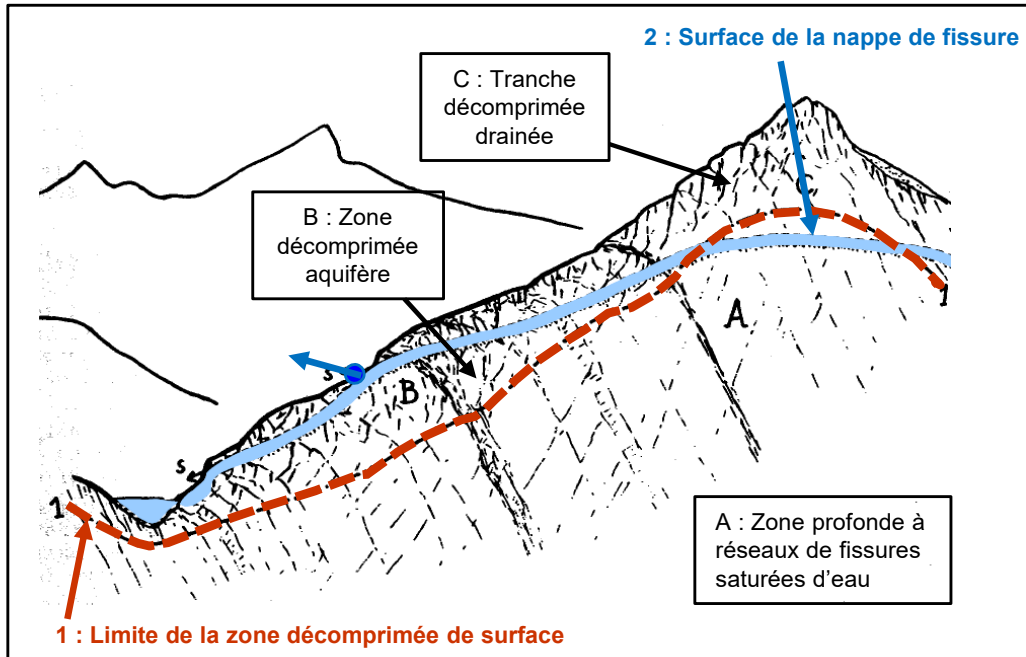 2 : Surface de la nappe de fissure
C : Tranche
décomprimée
drainée
B : Zone
décomprimée
aquifère
C
A
1
s
B
s
1
A : Zone profonde à
réseaux de fissures
saturées d’eau
1 : Limite de la zone décomprimée de surface